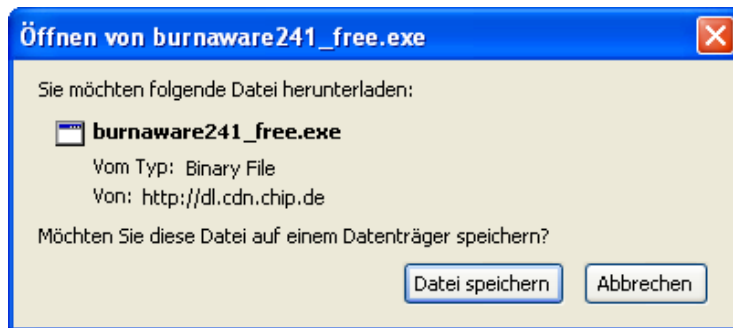 Öffnen von burnaware241_free.exe
Sie möchten folgende Datei herunterladen:
burnaware241_free.exe
Vom Typ: Binary File
Von: http://dl.cdn.chip.de
Möchten Sie diese Datei auf einem Datenträger speichern?
Datei speichern Abbrechen